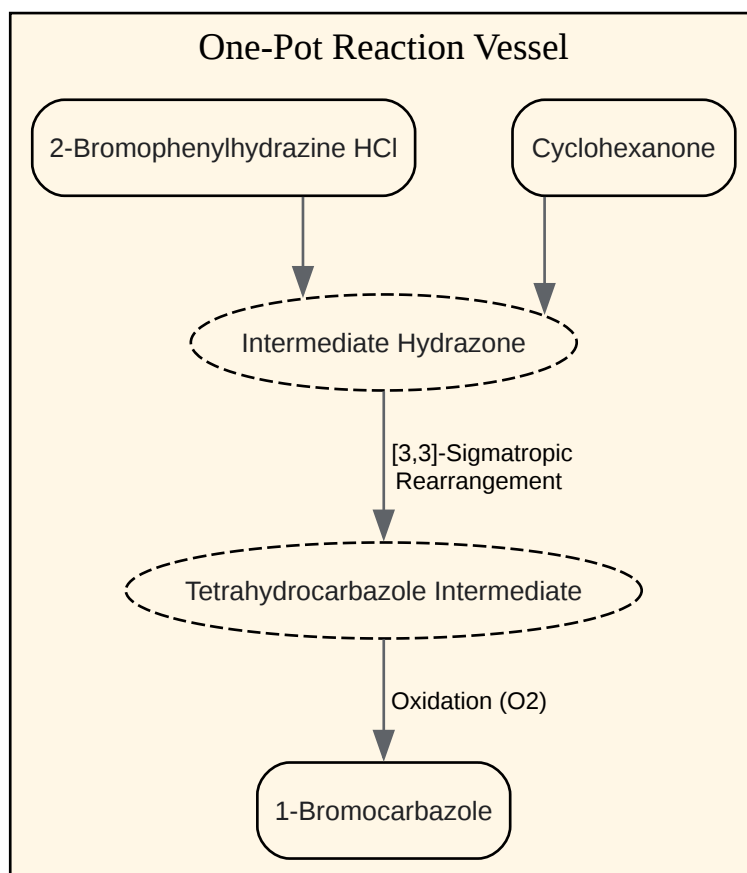 One-Pot Reaction Vessel
2-Bromophenylhydrazine HCl
Cyclohexanone
Intermediate Hydrazone
[3,3]-Sigmatropic
Rearrangement
Tetrahydrocarbazole Intermediate
Oxidation (O2)
1-Bromocarbazole